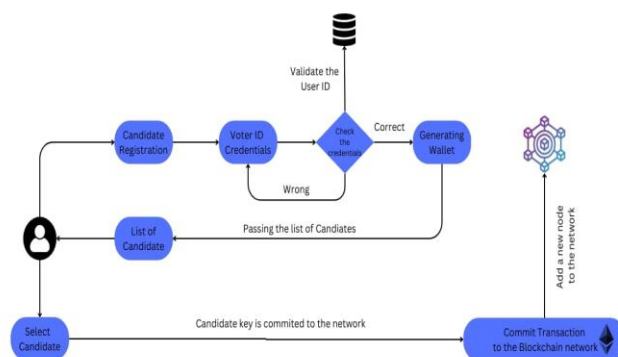 Validate the
User ID
Candidate
Registration
Voter ID
Credentials
Check
the
credentials
Correct
Generating
Wallet
Wrong
List of
Candidate
Passing the list of Candiates
Add a new node
to the network
Select
Candidate
Candidate key is commited to the network
Commit Transaction
to the Blockchain network